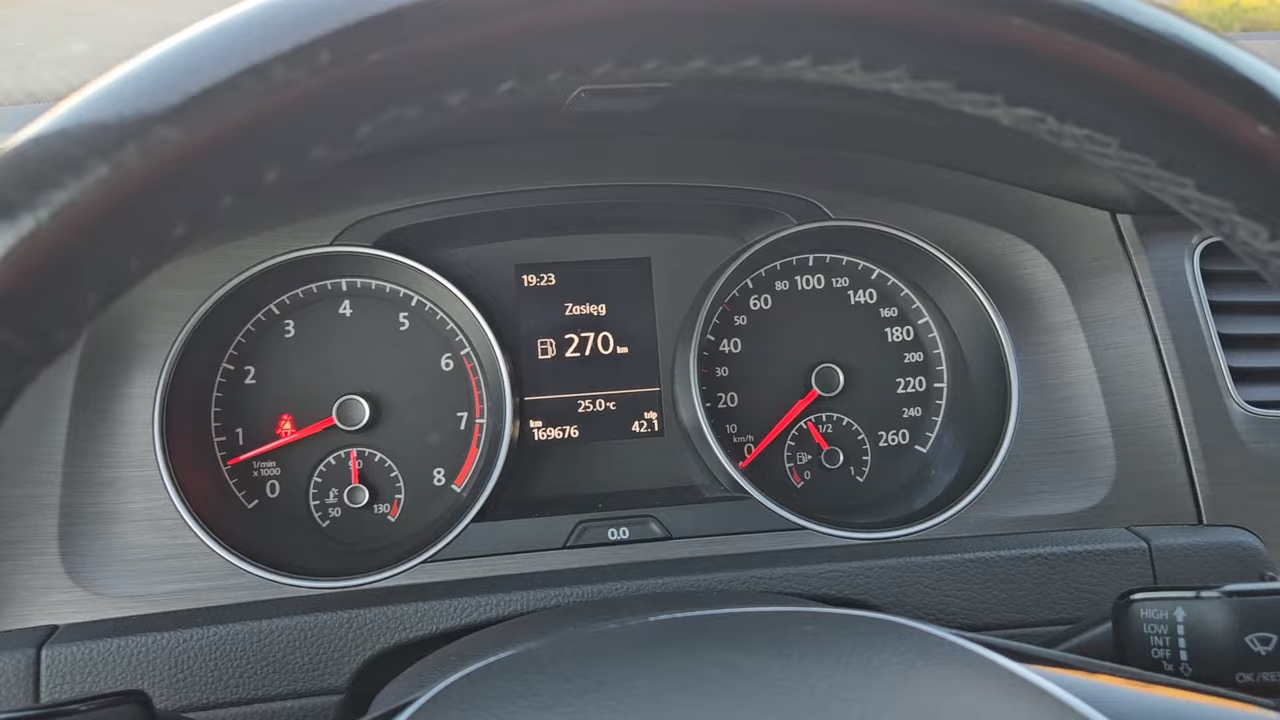 1
2
3
4
5
6
7
8
0
1/min
x 1000
50
90
130
19:23
Zasięg
270 km
25.0 °C
km
169676
trip
42.1
0.0
0
10
20
30
40
50
60
80
100
120
140
160
180
200
220
240
260
km/h
0
1/2
1
HIGH
LOW
INT
OFF
1x
OK/RES